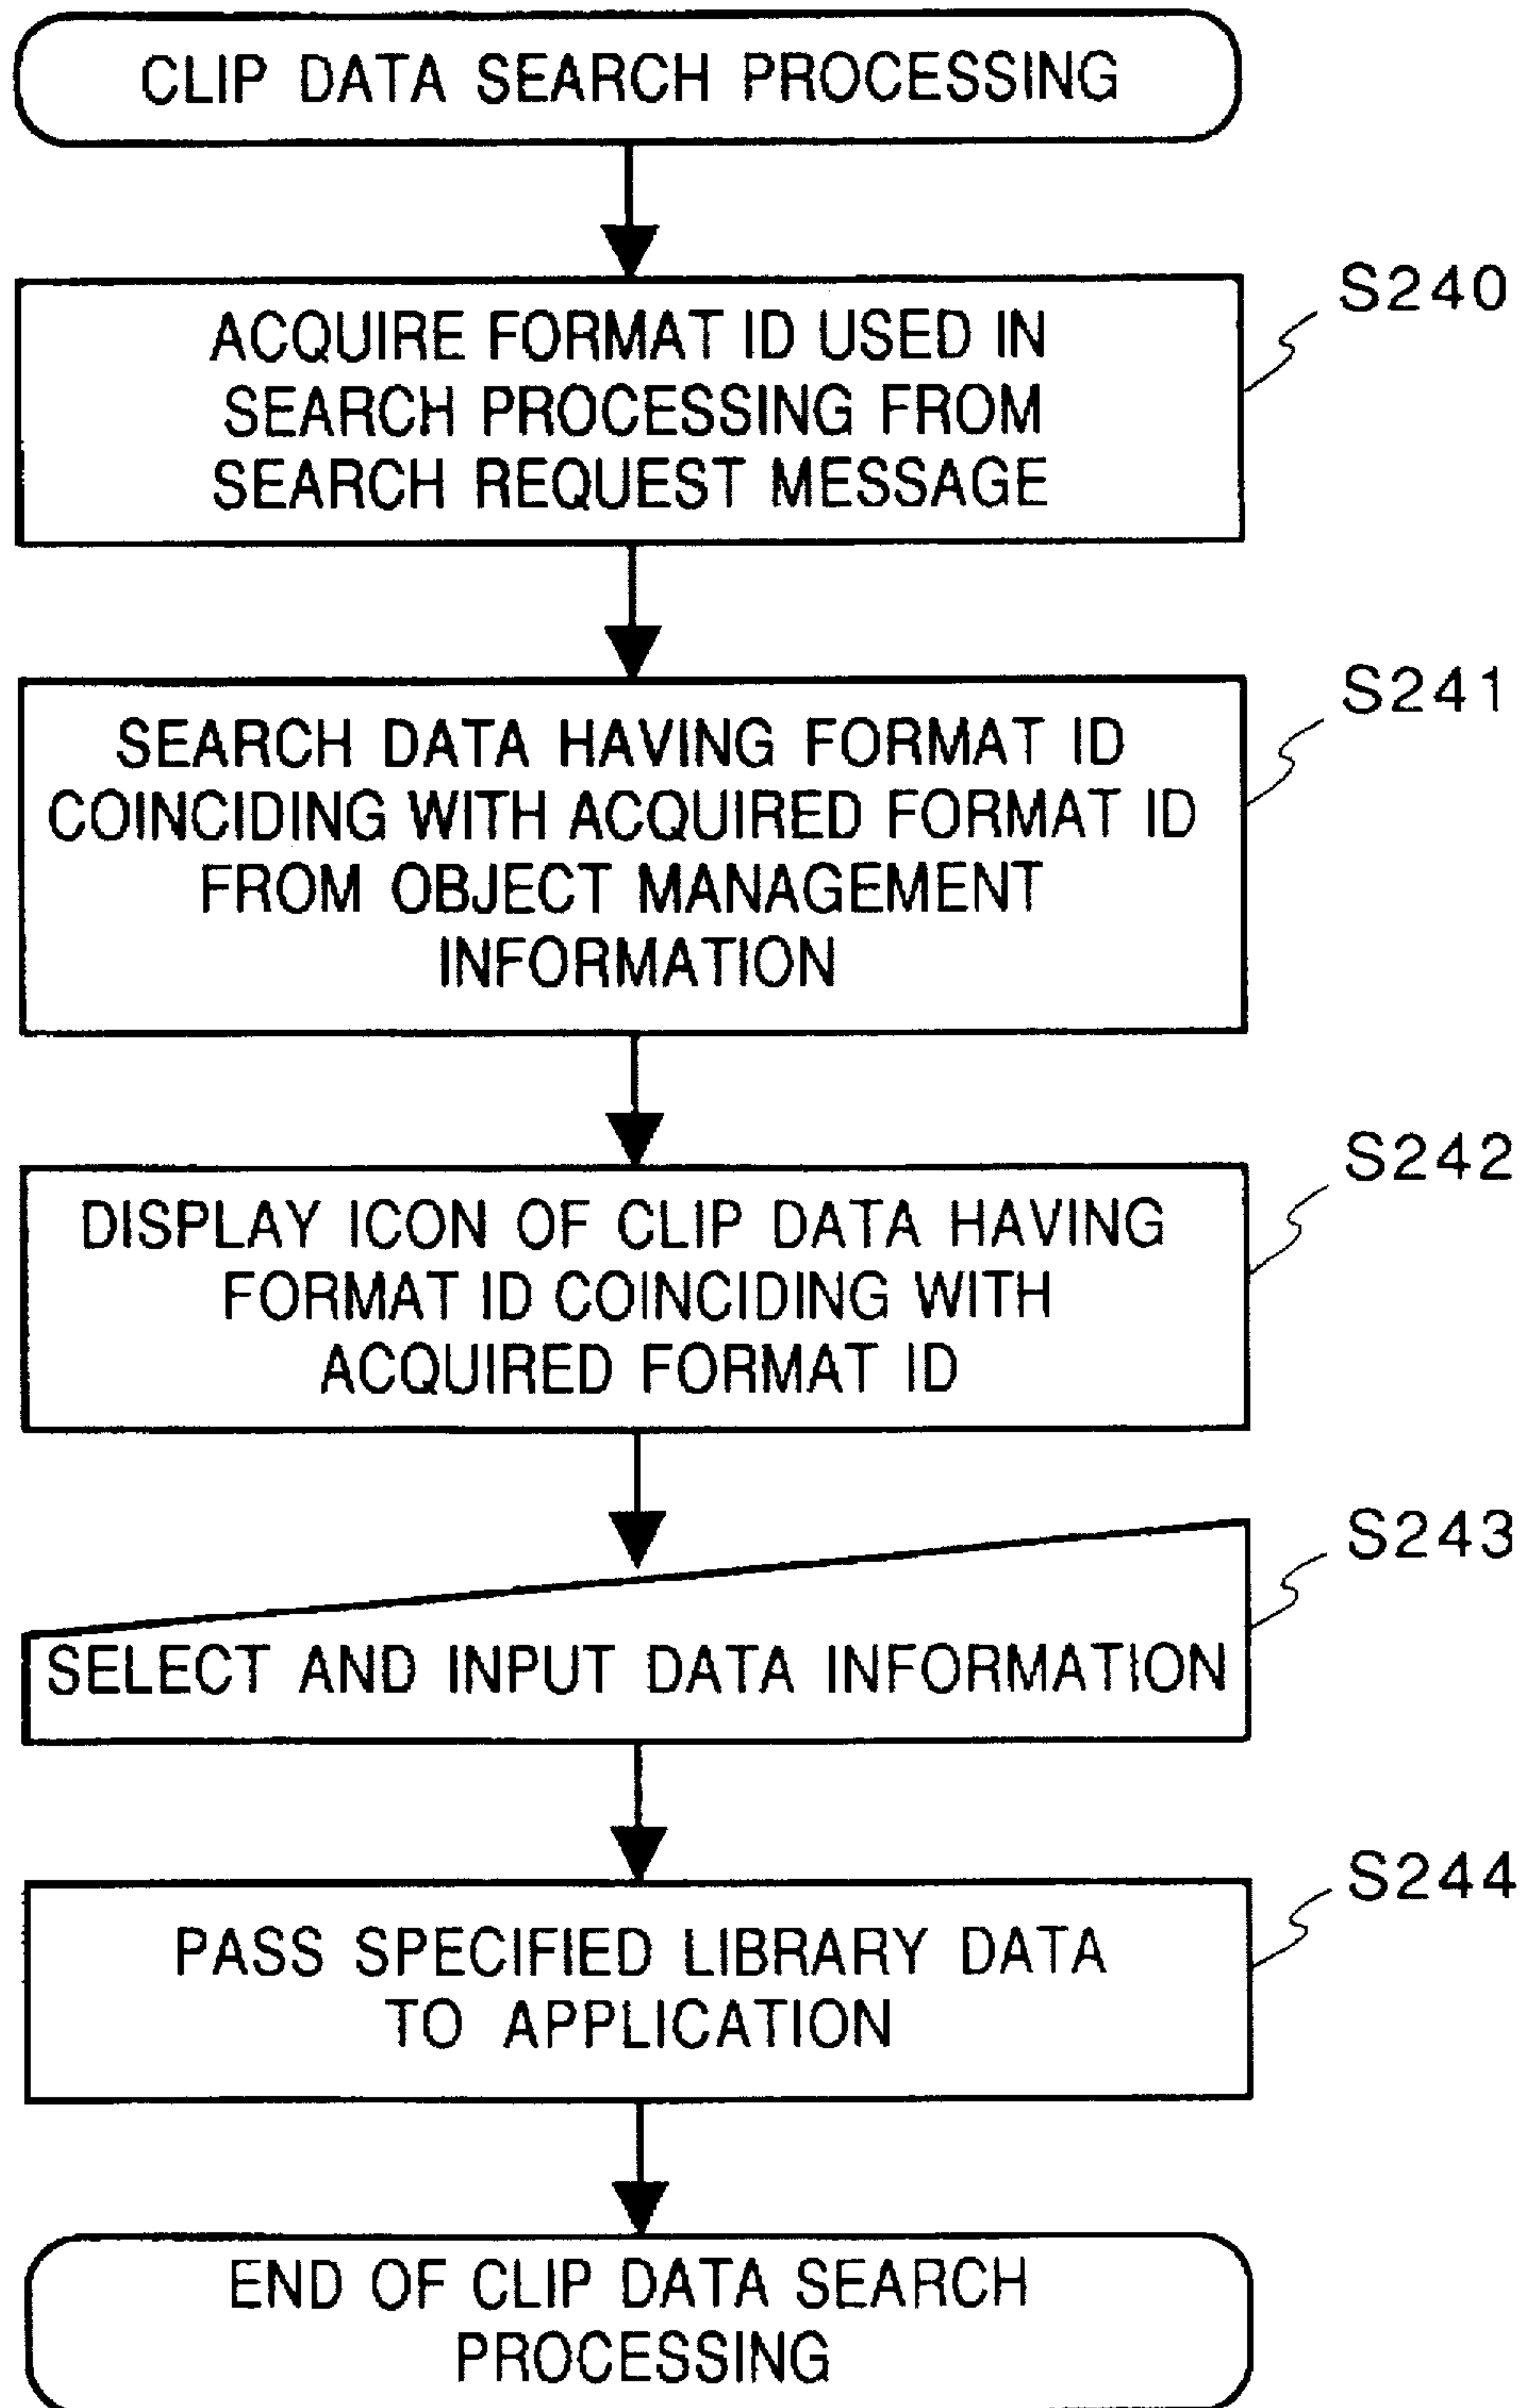 CLIP DATA SEARCH PROCESSING
S240
ACQUIRE FORMAT ID USED IN
SEARCH PROCESSING FROM
SEARCH REQUEST MESSAGE
S241
SEARCH DATA HAVING FORMAT ID
COINCIDING WITH ACQUIRED FORMAT ID
FROM OBJECT MANAGEMENT
INFORMATION
S242
DISPLAY ICON OF CLIP DATA HAVING
FORMAT ID COINCIDING WITH
ACQUIRED FORMAT ID
S243
SELECT AND INPUT DATA INFORMATION
S244
PASS SPECIFIED LIBRARY DATA
TO APPLICATION
END OF CLIP DATA SEARCH
PROCESSING